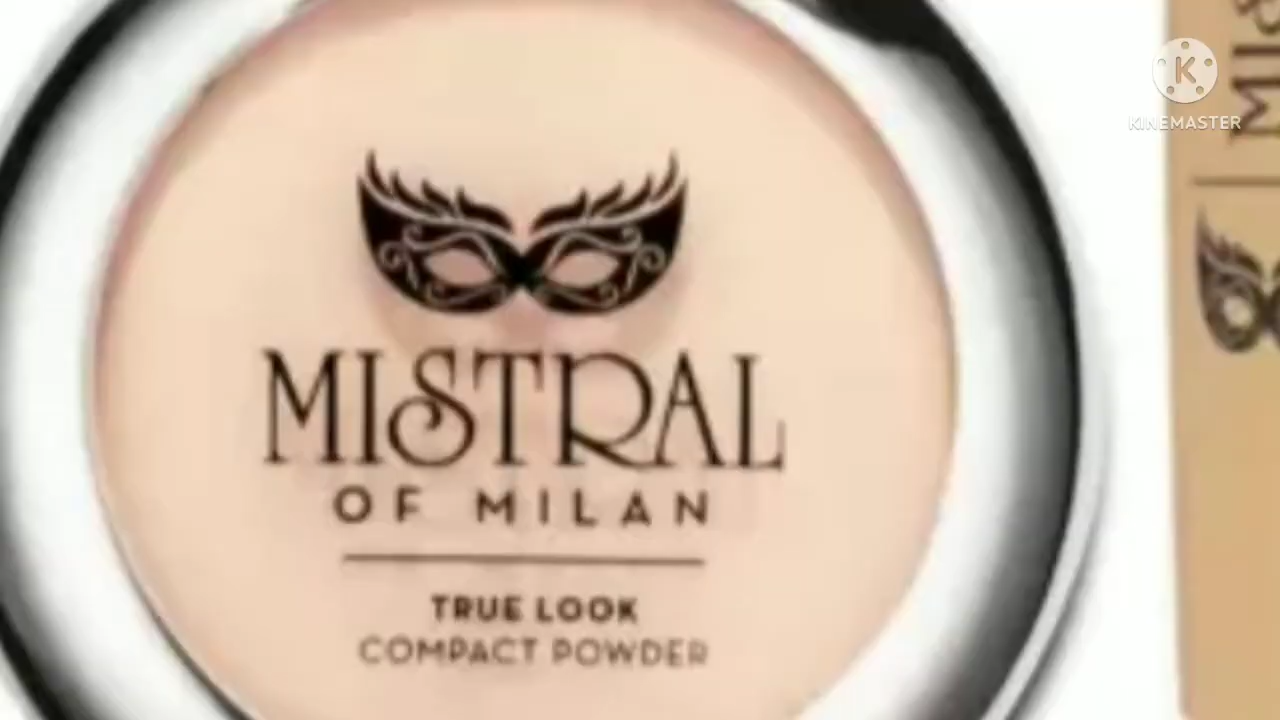 MISTRAL
OF MILAN
TRUE LOOK
COMPACT POWDER
K
KINEMASTER